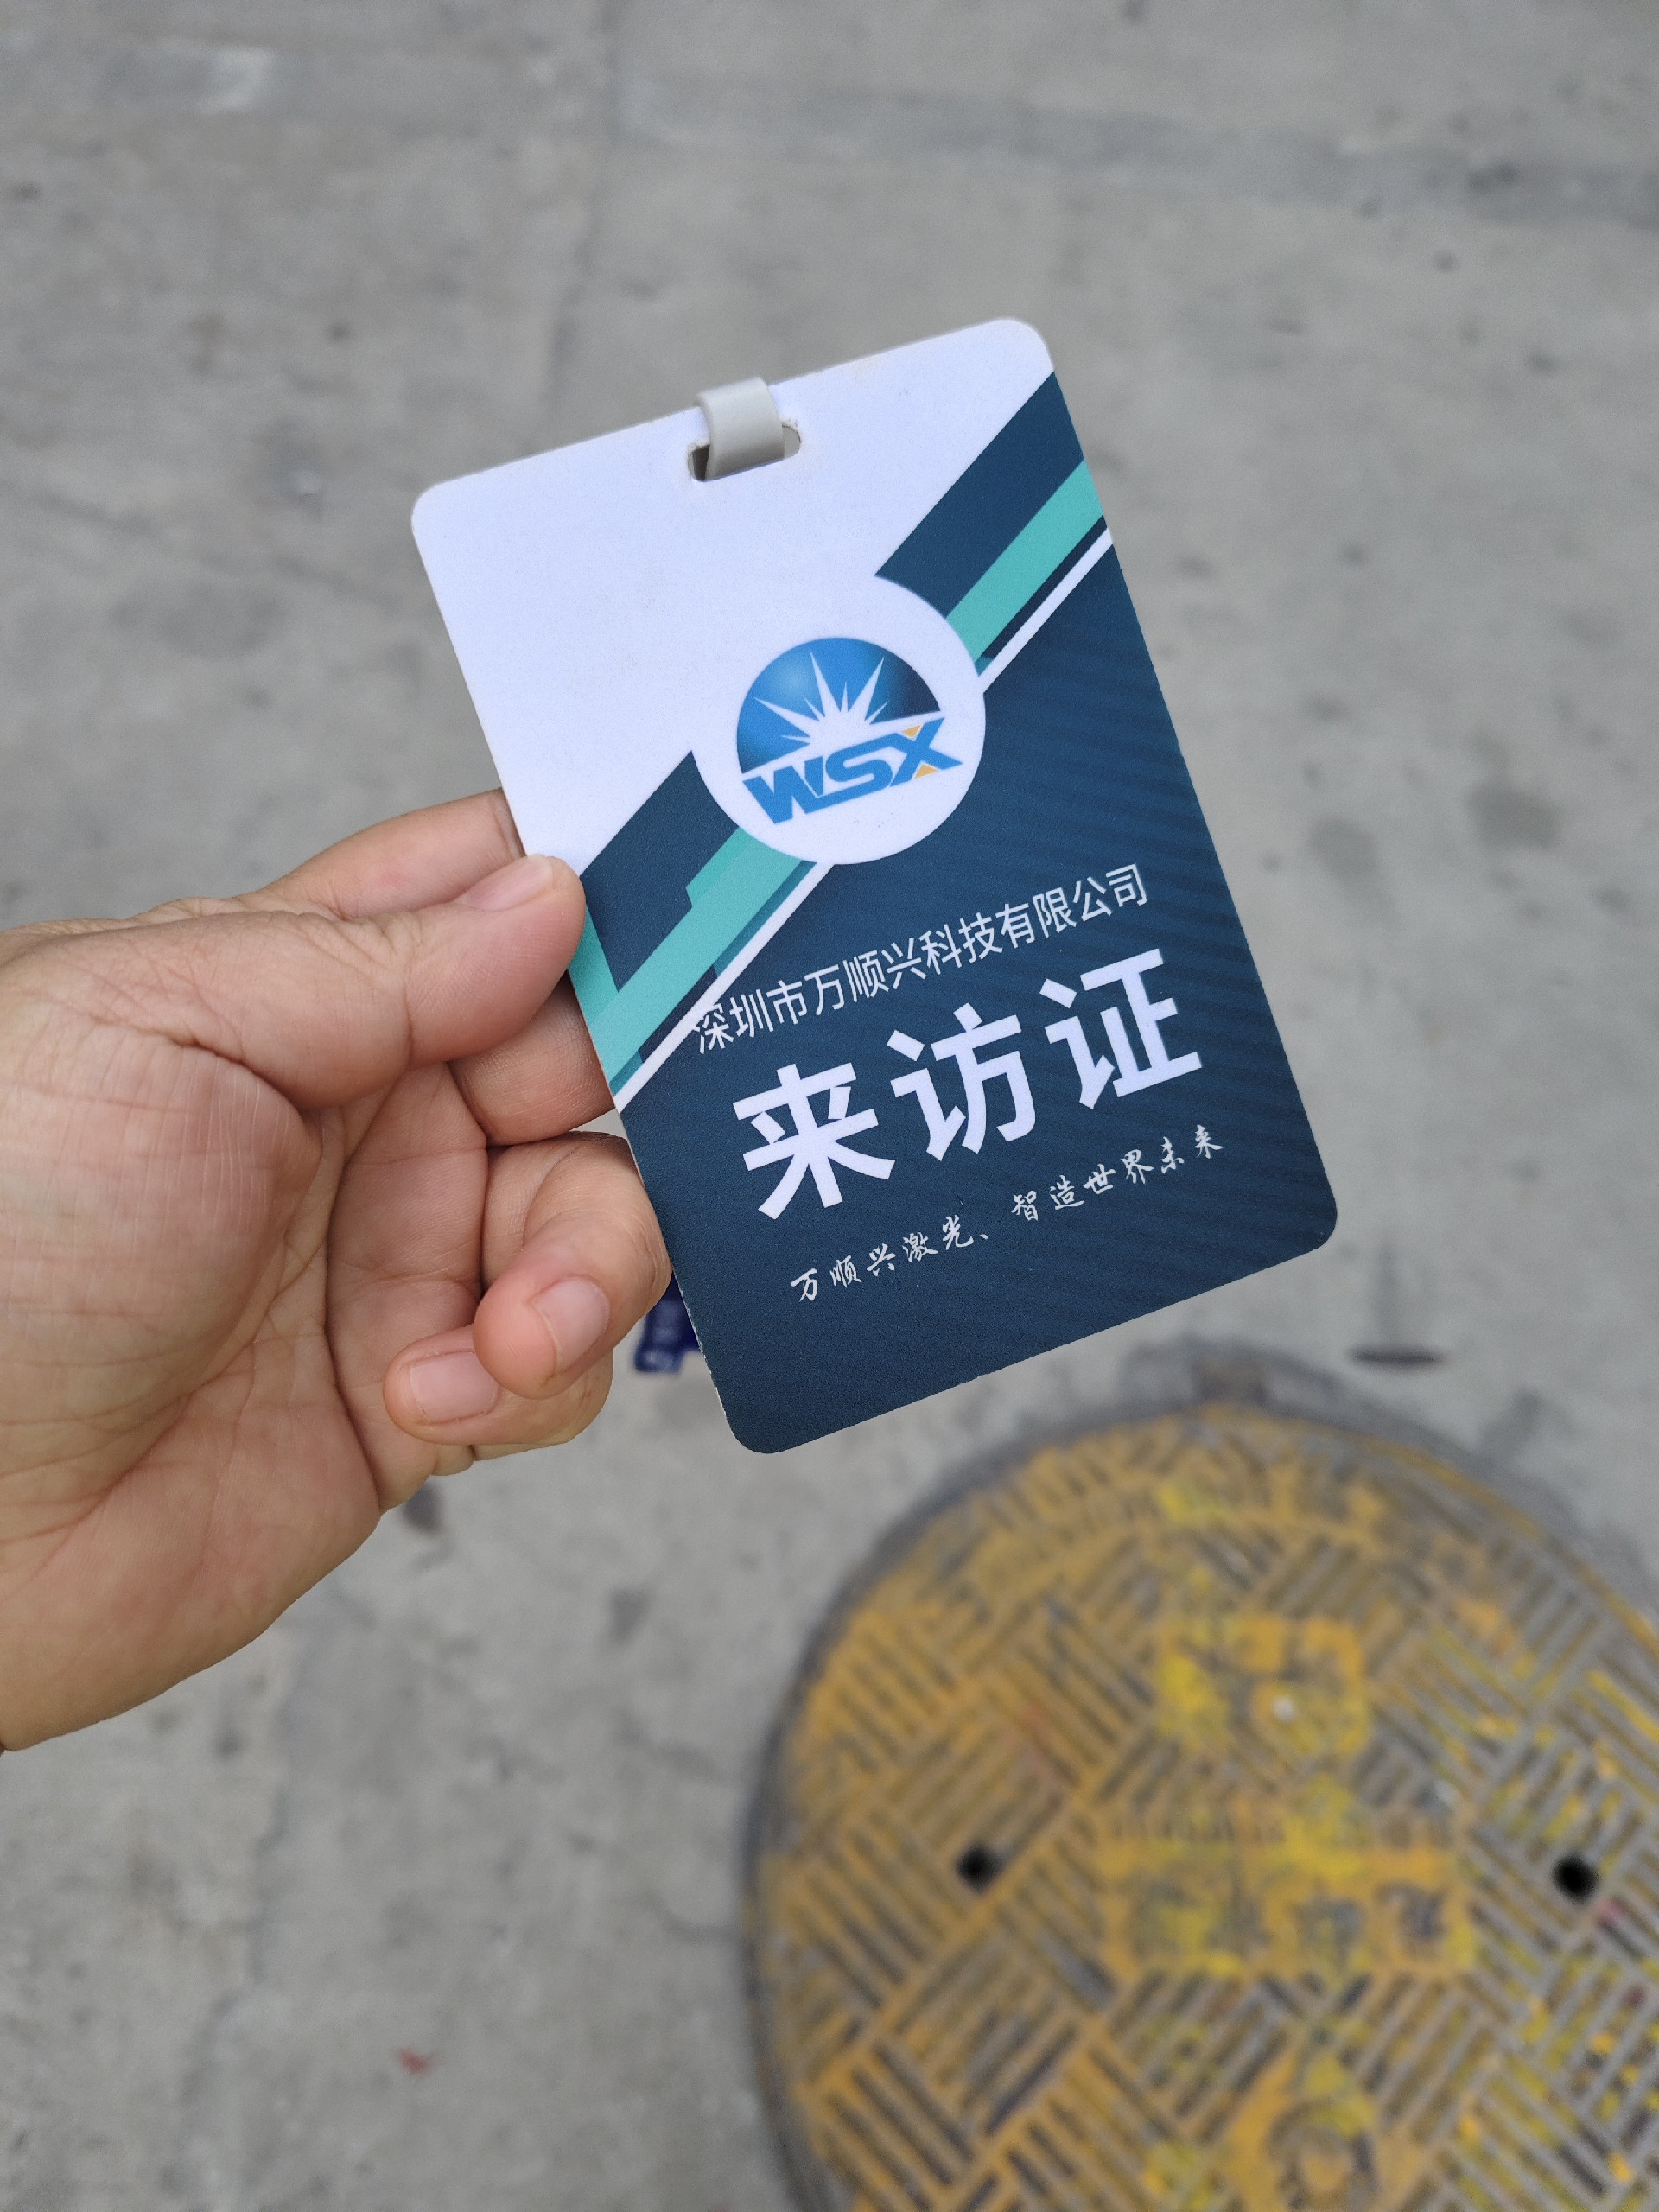 WSX
深圳市万顺兴科技有限公司
来访证
万顺兴激光、智造世界未来